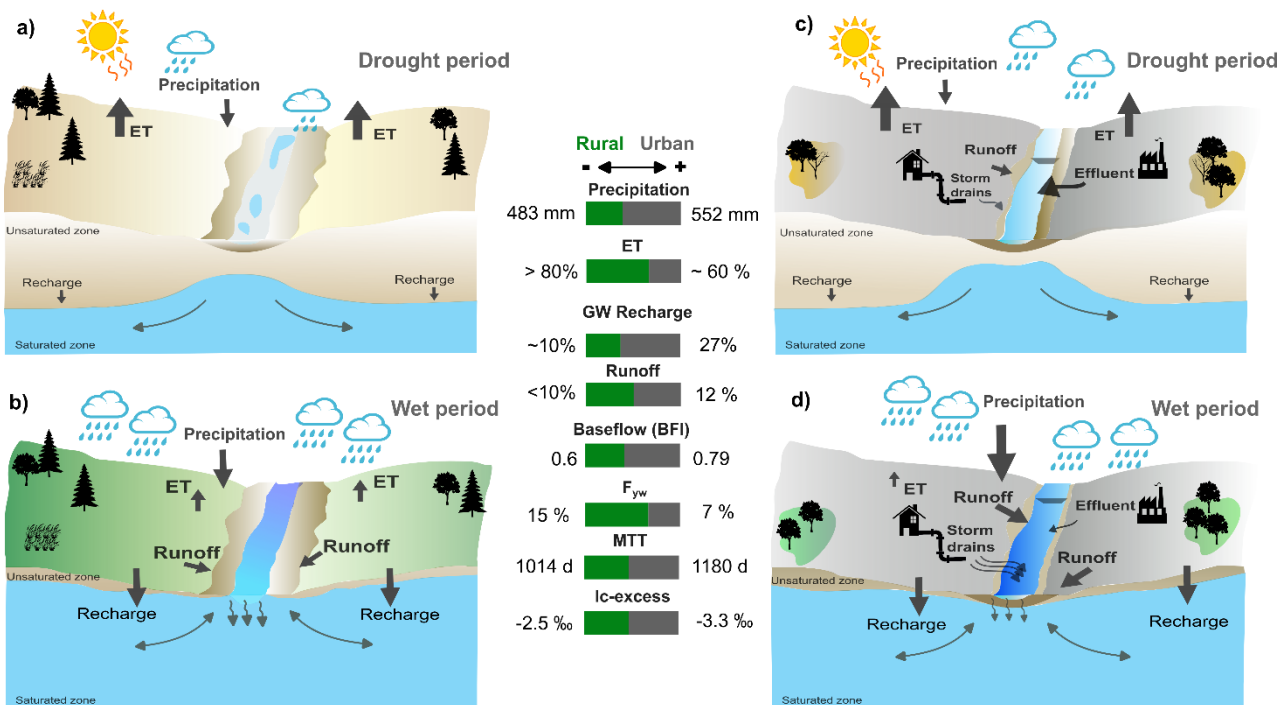 a)
Drought period
Precipitation
ET
ET
Unsaturated zone
Recharge
Recharge
Saturated zone
b)
Wet period
Precipitation
ET
ET
Runoff
Runoff
Unsaturated zone
Recharge
Recharge
Saturated zone
Rural Urban
- +
Precipitation
483 mm 552 mm
ET
> 80% ~ 60 %
GW Recharge
~10% 27%
Runoff
<10% 12 %
Baseflow (BFI)
0.6 0.79
Fyw
15 % 7 %
MTT
1014 d 1180 d
lc-excess
-2.5 ‰ -3.3 ‰
c)
Drought period
Precipitation
ET
ET
Runoff
Storm
drains
Effluent
Unsaturated zone
Recharge
Recharge
Saturated zone
d)
Wet period
Precipitation
ET
Runoff
Effluent
Storm
drains
Runoff
Unsaturated zone
Recharge
Recharge
Saturated zone